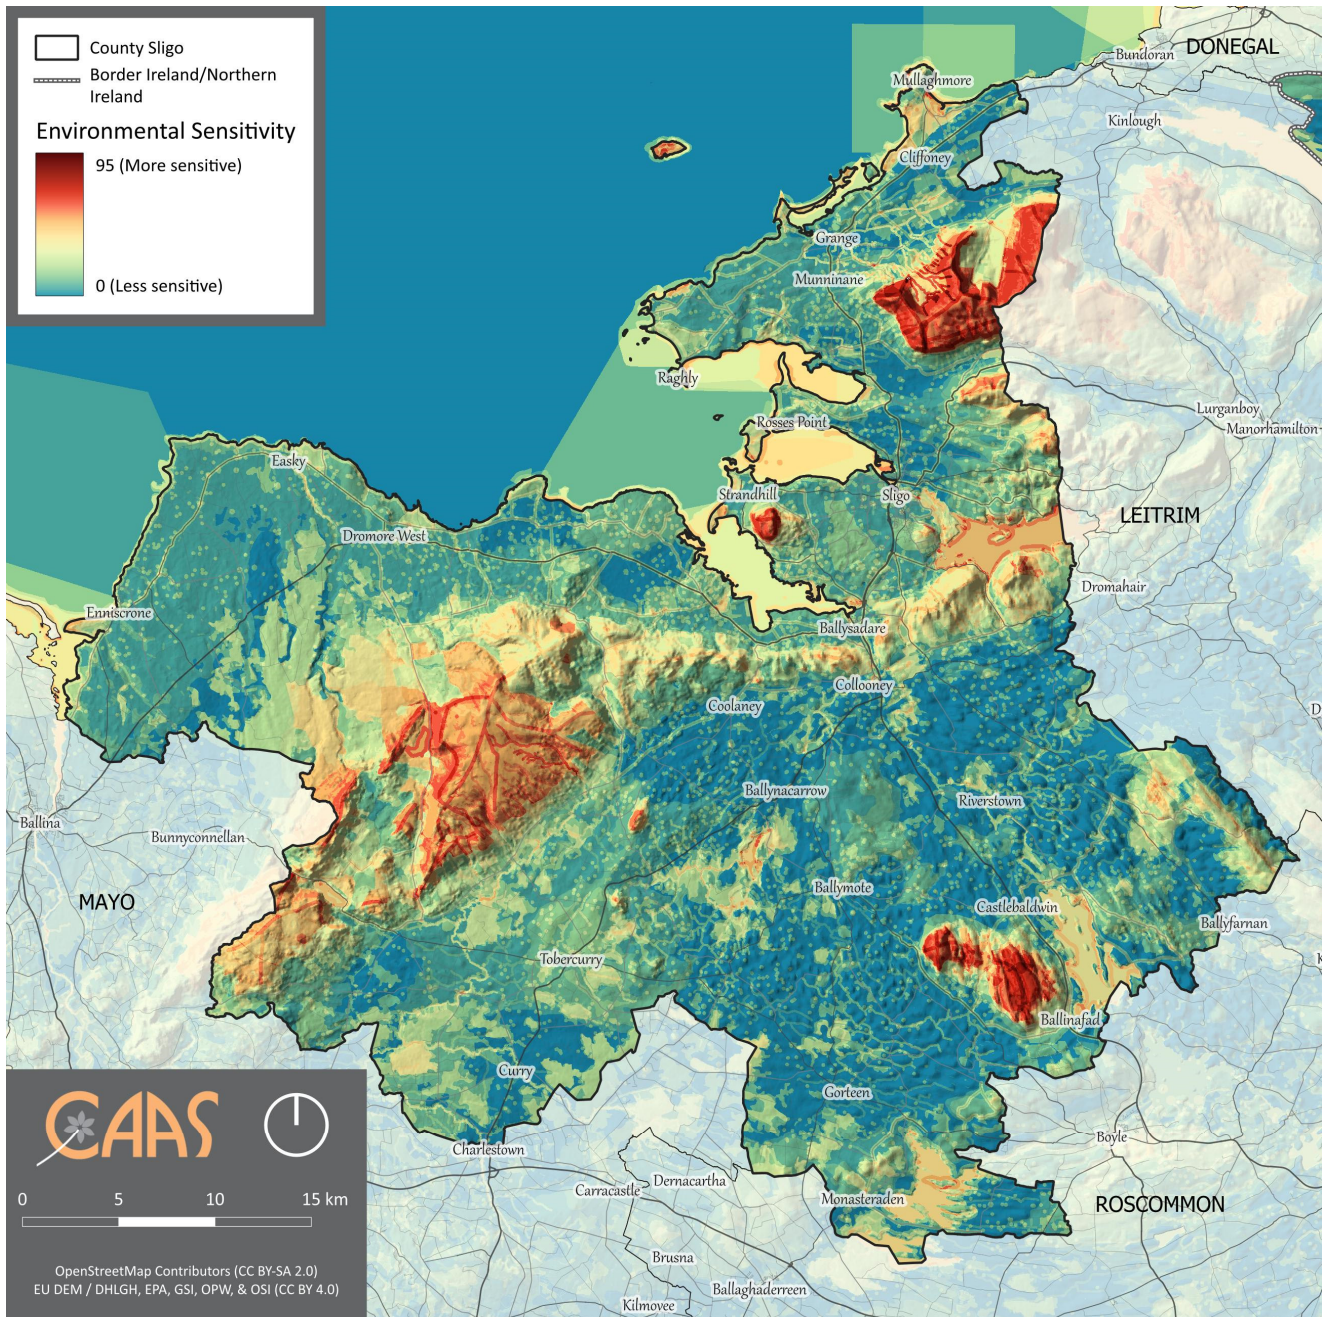 County Sligo
Border Ireland/Northern
Ireland
Environmental Sensitivity
95 (More sensitive)
0 (Less sensitive)
DONEGAL
Bundoran
Mullaghmore
Kinlough
Cliffoney
Grange
Munninane
Raghly
Lurganboy
Manorhamilton
Rosses Point
Easky
Strandhill
Sligo
LEITRIM
Dromore West
Dromahair
Enniscrone
Ballysadare
Collooney
Coolaney
Ballina
Ballynacarrow
Riverstown
Bunnyconnellan
Ballymote
MAYO
Castlebaldwin
Ballyfarnan
Tobercurry
Ballinafad
Curry
Gorteen
Boyle
Charlestown
Dernacartha
Carracastle
Monasteraden
ROSCOMMON
Brusna
Ballaghaderreen
Kilmovee
CAAS
0 5 10 15 km
OpenStreetMap Contributors (CC BY-SA 2.0)
EU DEM / DHLGH, EPA, GSI, OPW, & OSI (CC BY 4.0)